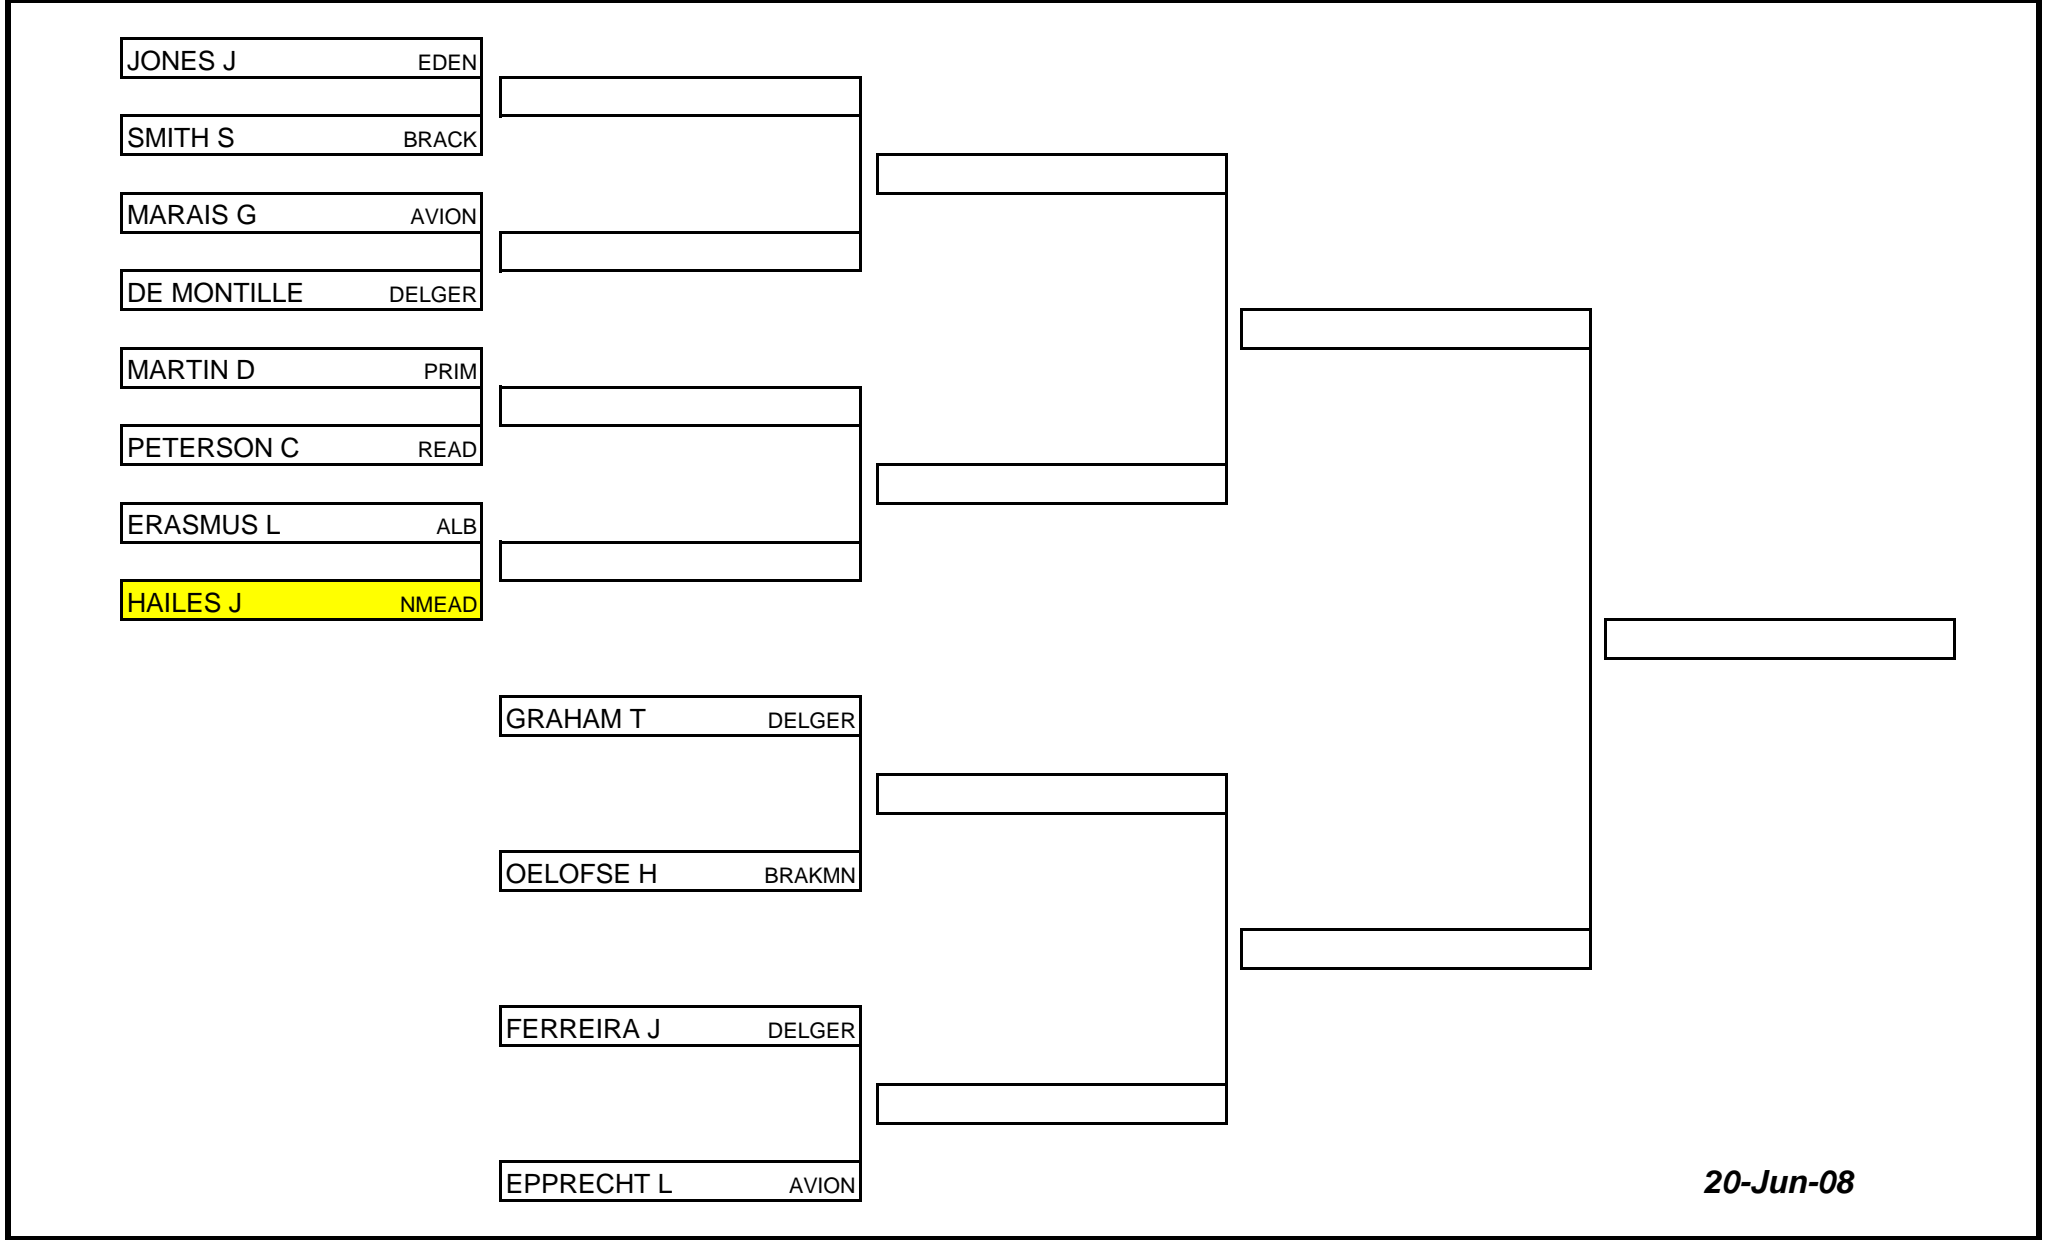 JONES J EDEN
SMITH S BRACK
MARAIS G AVION
DE MONTILLE DELGER
MARTIN D PRIM
PETERSON C READ
ERASMUS L ALB
HAILES J NMEAD
GRAHAM T DELGER
OELOFSE H BRAKMN
FERREIRA J DELGER
EPPRECHT L AVION
20-Jun-08